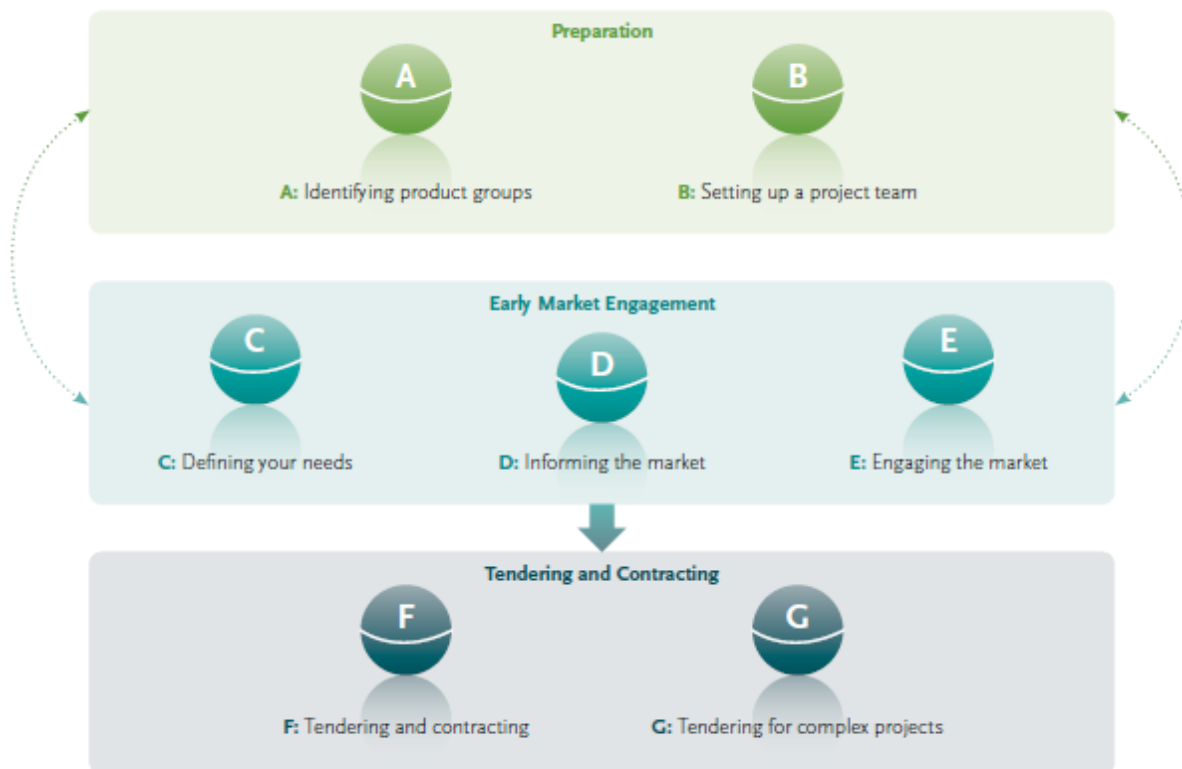 Preparation
A
B
A: Identifying product groups
B: Setting up a project team
Early Market Engagement
C
D
E
C: Defining your needs
D: Informing the market
E: Engaging the market
Tendering and Contracting
F
G
F: Tendering and contracting
G: Tendering for complex projects